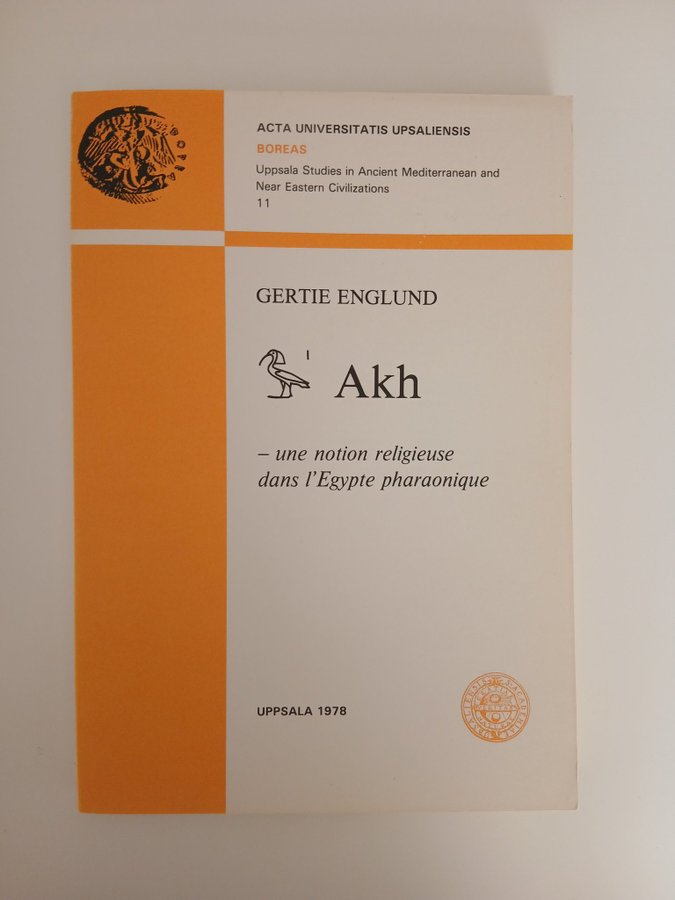 ACTA UNIVERSITATIS UPSALIENSIS
BOREAS
Uppsala Studies in Ancient Mediterranean and
Near Eastern Civilizations
11
GERTIE ENGLUND
Akh
– une notion religieuse
dans l'Egypte pharaonique
UPPSALA 1978